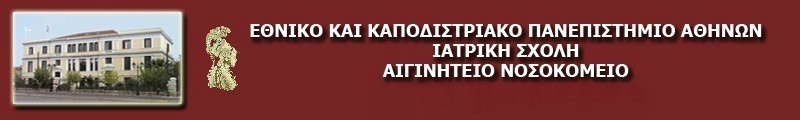 ΕΘΝΙΚΟ ΚΑΙ ΚΑΠΟΔΙΣΤΡΙΑΚΟ ΠΑΝΕΠΙΣΤΗΜΙΟ ΑΘΗΝΩΝ
ΙΑΤΡΙΚΗ ΣΧΟΛΗ
ΑΙΓΙΝΗΤΕΙΟ ΝΟΣΟΚΟΜΕΙΟ